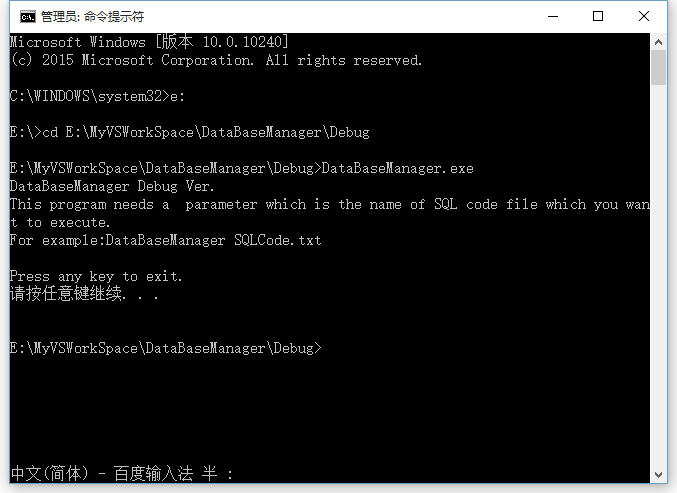 管理员: 命令提示符
Microsoft Windows [版本 10.0.10240]
(c) 2015 Microsoft Corporation. All rights reserved.
C:\WINDOWS\system32>e:
E:\>cd E:\MyVSWorkSpace\DataBaseManager\Debug
E:\MyVSWorkSpace\DataBaseManager\Debug>DataBaseManager.exe
DataBaseManager Debug Ver.
This program needs a  parameter which is the name of SQL code file which you wan
t to execute.
For example:DataBaseManager SQLCode.txt
Press any key to exit.
请按任意键继续. . .
E:\MyVSWorkSpace\DataBaseManager\Debug>
中文(简体) - 百度输入法 半 :